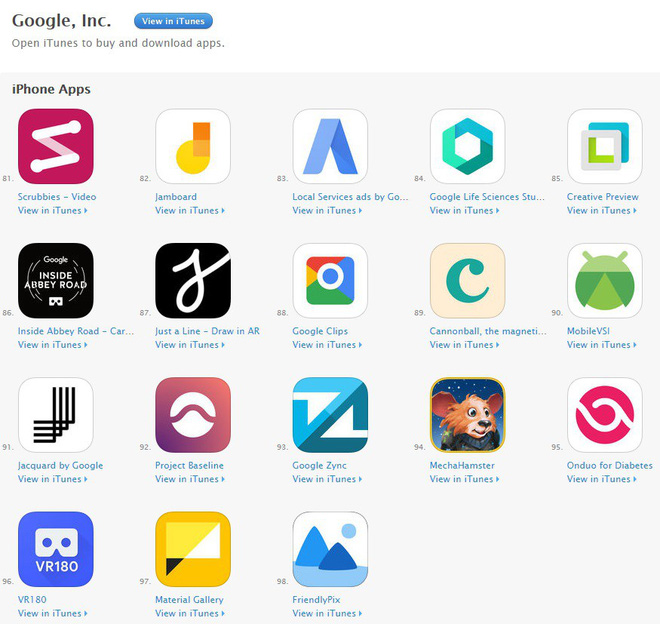 Google, Inc. View in iTunes
Open iTunes to buy and download apps.
iPhone Apps
81. Scrubbies - Video
View in iTunes
82. Jamboard
View in iTunes
83. Local Services ads by Go...
View in iTunes
84. Google Life Sciences Stu...
View in iTunes
85. Creative Preview
View in iTunes
Google
INSIDE
ABBEY ROAD
86. Inside Abbey Road - Car...
View in iTunes
87. Just a Line - Draw in AR
View in iTunes
88. Google Clips
View in iTunes
89. Cannonball, the magneti...
View in iTunes
90. MobileVSI
View in iTunes
91. Jacquard by Google
View in iTunes
92. Project Baseline
View in iTunes
93. Google Zync
View in iTunes
94. MechaHamster
View in iTunes
95. Onduo for Diabetes
View in iTunes
VR180
96. VR180
View in iTunes
97. Material Gallery
View in iTunes
98. FriendlyPix
View in iTunes